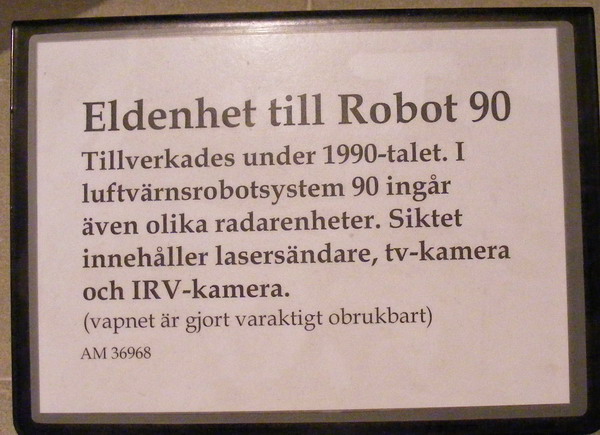 Eldenhet till Robot 90
Tillverkades under 1990-talet. I
luftvärnsrobotsystem 90 ingår
även olika radarenheter. Siktet
innehåller lasersändare, tv-kamera
och IRV-kamera.
(vapnet är gjort varaktigt obrukbart)
AM 36968